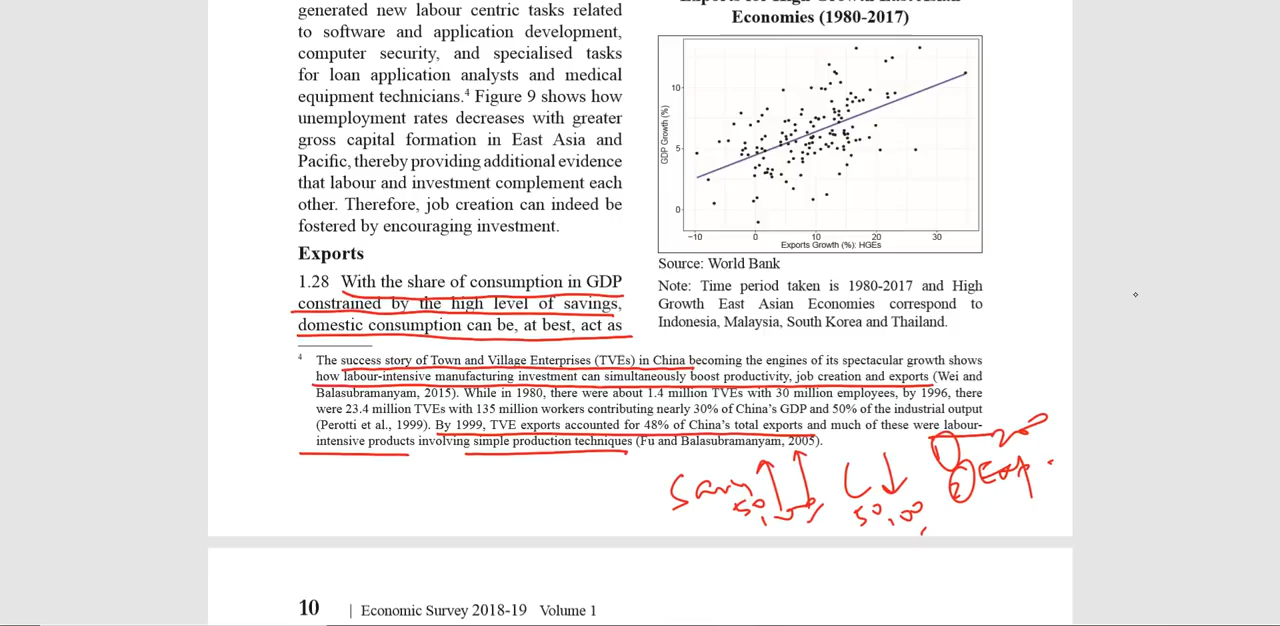 generated new labour centric tasks related
to software and application development,
computer security, and specialised tasks
for loan application analysts and medical
equipment technicians.4 Figure 9 shows how
unemployment rates decreases with greater
gross capital formation in East Asia and
Pacific, thereby providing additional evidence
that labour and investment complement each
other. Therefore, job creation can indeed be
fostered by encouraging investment.
Exports
1.28 With the share of consumption in GDP
constrained by the high level of savings,
domestic consumption can be, at best, act as
Economies (1980-2017)
GDP Growth (%)
10
5
0
−10 0 10 20 30
Exports Growth (%): HGEs
Source: World Bank
Note: Time period taken is 1980-2017 and High
Growth East Asian Economies correspond to
Indonesia, Malaysia, South Korea and Thailand.
4 The success story of Town and Village Enterprises (TVEs) in China becoming the engines of its spectacular growth shows
how labour-intensive manufacturing investment can simultaneously boost productivity, job creation and exports (Wei and
Balasubramanyam, 2015). While in 1980, there were about 1.4 million TVEs with 30 million employees, by 1996, there
were 23.4 million TVEs with 135 million workers contributing nearly 30% of China's GDP and 50% of the industrial output
(Perotti et al., 1999). By 1999, TVE exports accounted for 48% of China's total exports and much of these were labour-
intensive products involving simple production techniques (Fu and Balasubramanyam, 2005).
C
10 | Economic Survey 2018-19 Volume 1